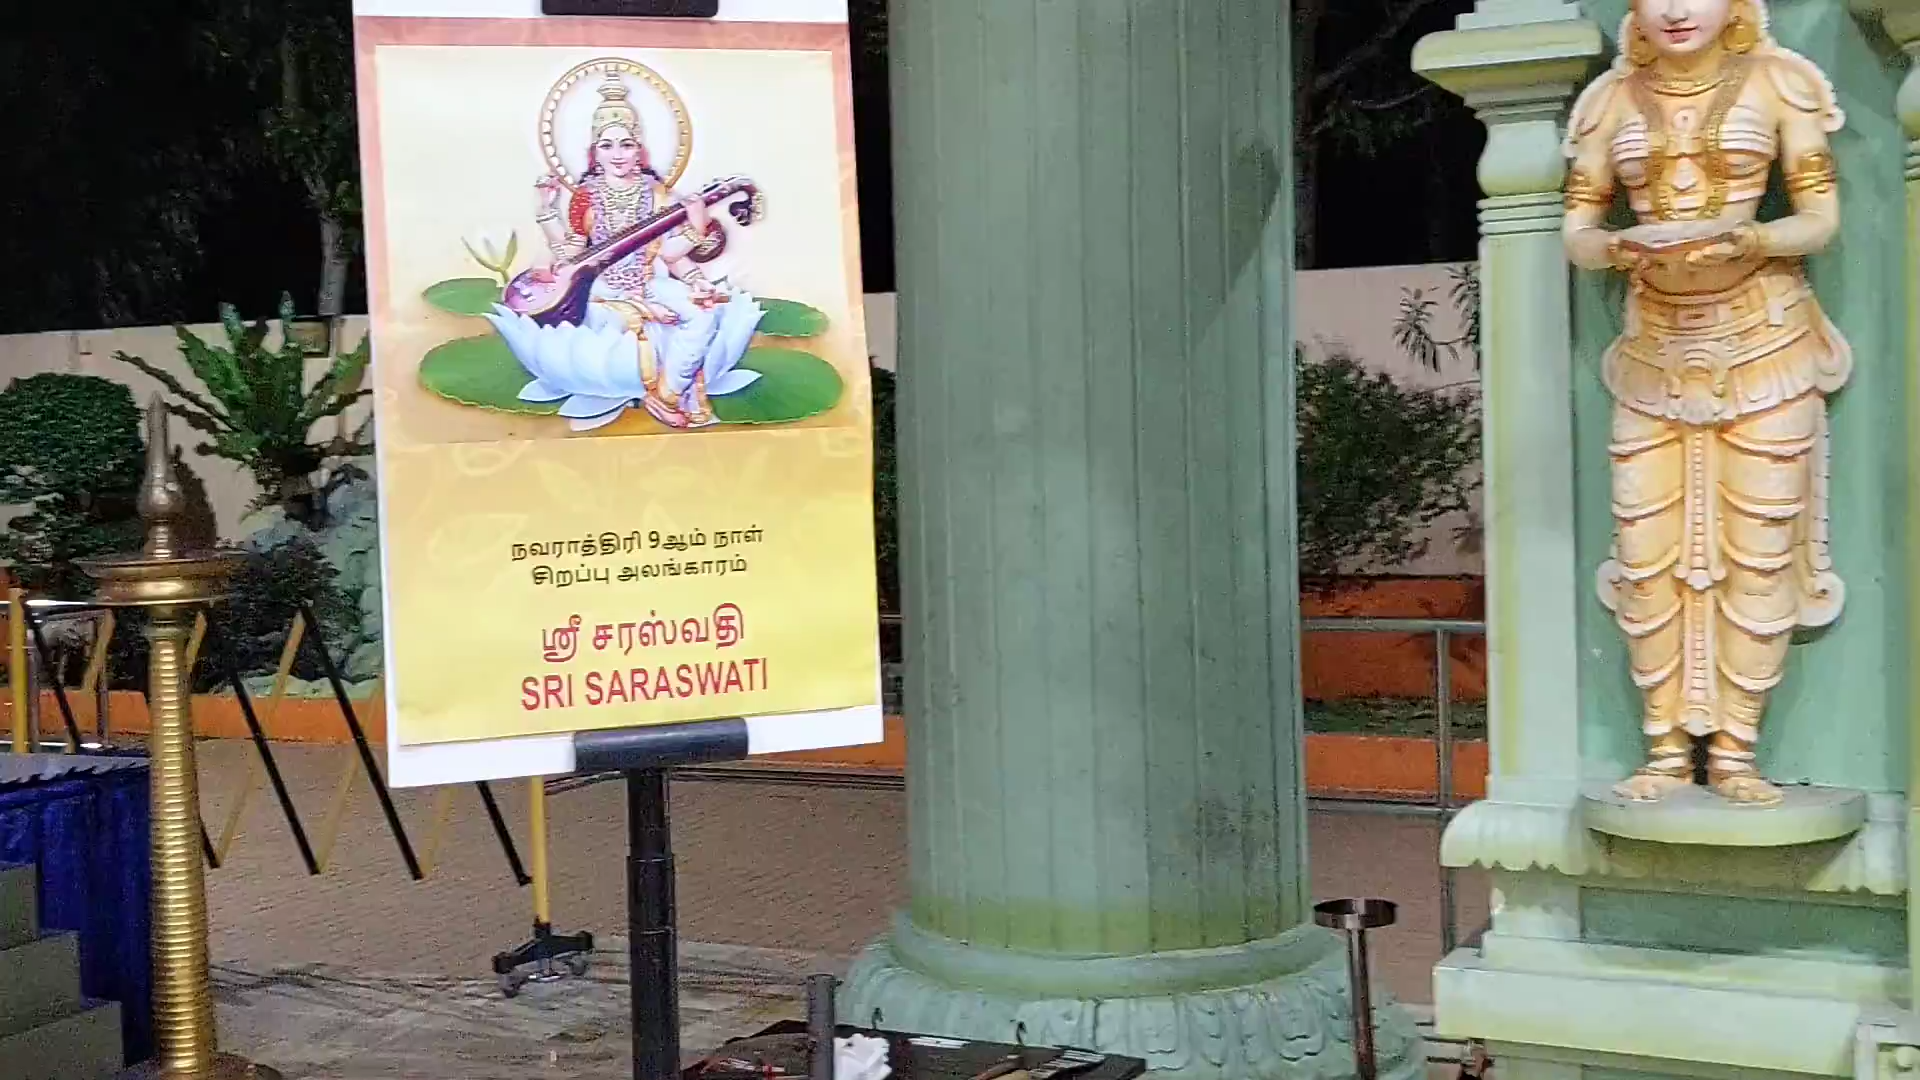 நவராத்திரி 9ஆம் நாள்
சிறப்பு அலங்காரம்
ஸ்ரீ சரஸ்வதி
SRI SARASWATI